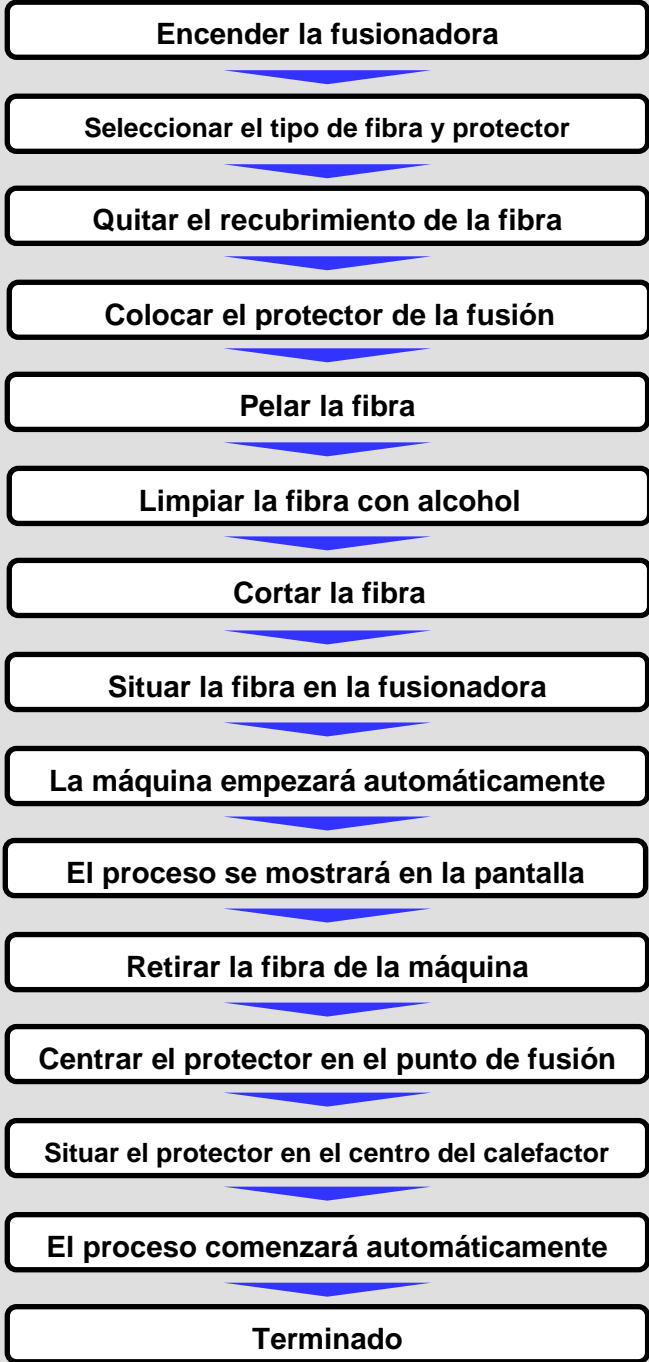 Encender la fusionadora
Seleccionar el tipo de fibra y protector
Quitar el recubrimiento de la fibra
Colocar el protector de la fusión
Pelar la fibra
Limpiar la fibra con alcohol
Cortar la fibra
Situar la fibra en la fusionadora
La máquina empezará automáticamente
El proceso se mostrará en la pantalla
Retirar la fibra de la máquina
Centrar el protector en el punto de fusión
Situar el protector en el centro del calefactor
El proceso comenzará automáticamente
Terminado